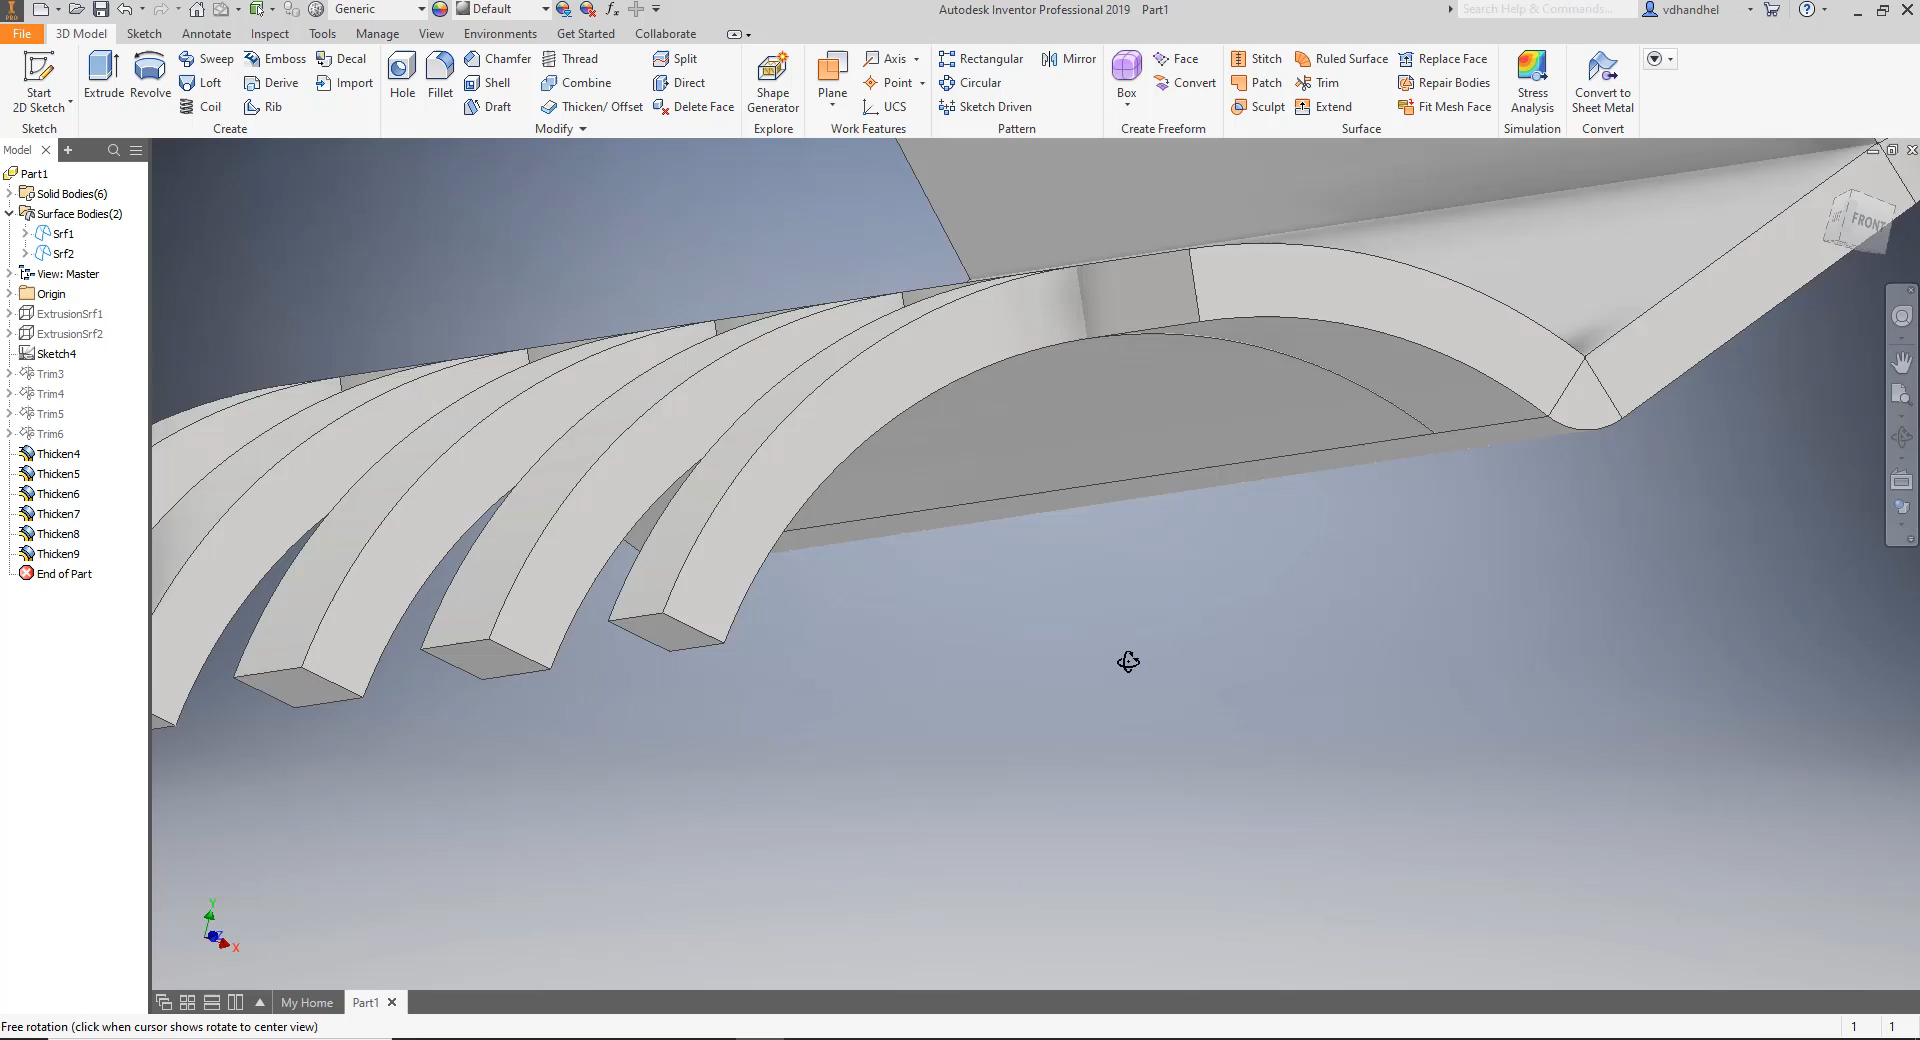 Generic
Default
Autodesk Inventor Professional 2019 Part1
Search Help & Commands...
vdhandhel
File 3D Model Sketch Annotate Inspect Tools Manage View Environments Get Started Collaborate
Start
2D Sketch
Sketch
Extrude
Revolve
Sweep Emboss Decal
Loft Derive Import
Coil Rib
Create
Hole
Fillet
Chamfer Thread Split
Shell Combine Direct
Draft Thicken/ Offset Delete Face
Modify
Shape
Generator
Explore
Plane
Axis
Point
UCS
Work Features
Rectangular Mirror
Circular
Sketch Driven
Pattern
Box
Face
Convert
Create Freeform
Stitch Ruled Surface Replace Face
Patch Trim Repair Bodies
Sculpt Extend Fit Mesh Face
Surface
Stress
Analysis
Simulation
Convert to
Sheet Metal
Convert
Model
Part1
Solid Bodies(6)
Surface Bodies(2)
Srf1
Srf2
View: Master
Origin
ExtrusionSrf1
ExtrusionSrf2
Sketch4
Trim3
Trim4
Trim5
Trim6
Thicken4
Thicken5
Thicken6
Thicken7
Thicken8
Thicken9
End of Part
FRONT
Y
Z
X
My Home Part1
Free rotation (click when cursor shows rotate to center view)
1 1